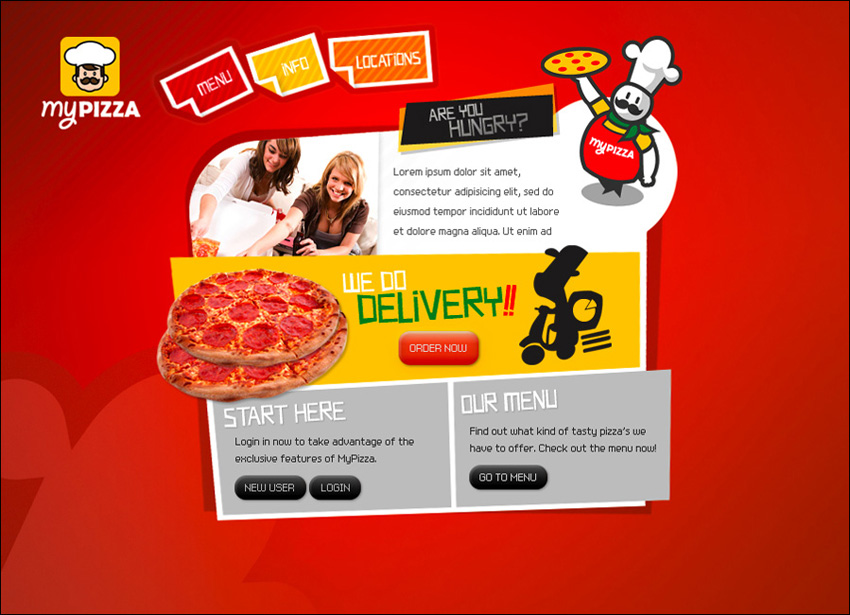 myPIZZA
MENU
iNFO
LOCATIONS
ARE YOU
HUNGRY?
myPIZZA
Lorem ipsum dolor sit amet,
consectetur adipisicing elit, sed do
eiusmod tempor incididunt ut labore
et dolore magna aliqua. Ut enim ad
WE DO
DELiVERY!!
ORDER NOW
START HERE
Login in now to take advantage of the
exclusive features of MyPizza.
NEW USER
LOGIN
OUR MENU
Find out what kind of tasty pizza's we
have to offer. Check out the menu now!
GO TO MENU